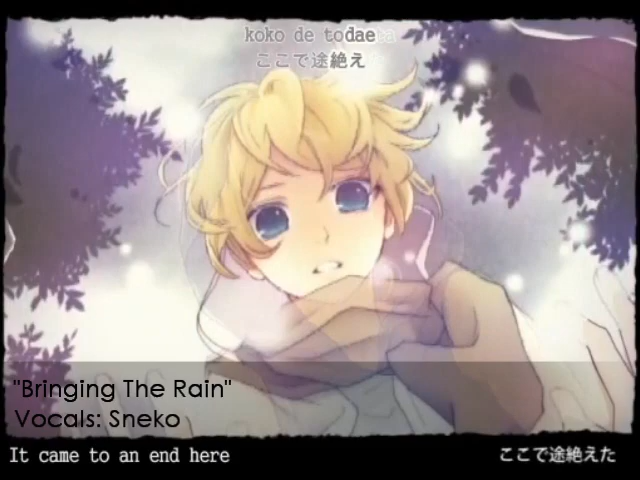 koko de todaeta
ここで途絶えた
"Bringing The Rain"
Vocals: Sneko
It came to an end here
ここで途絶えた